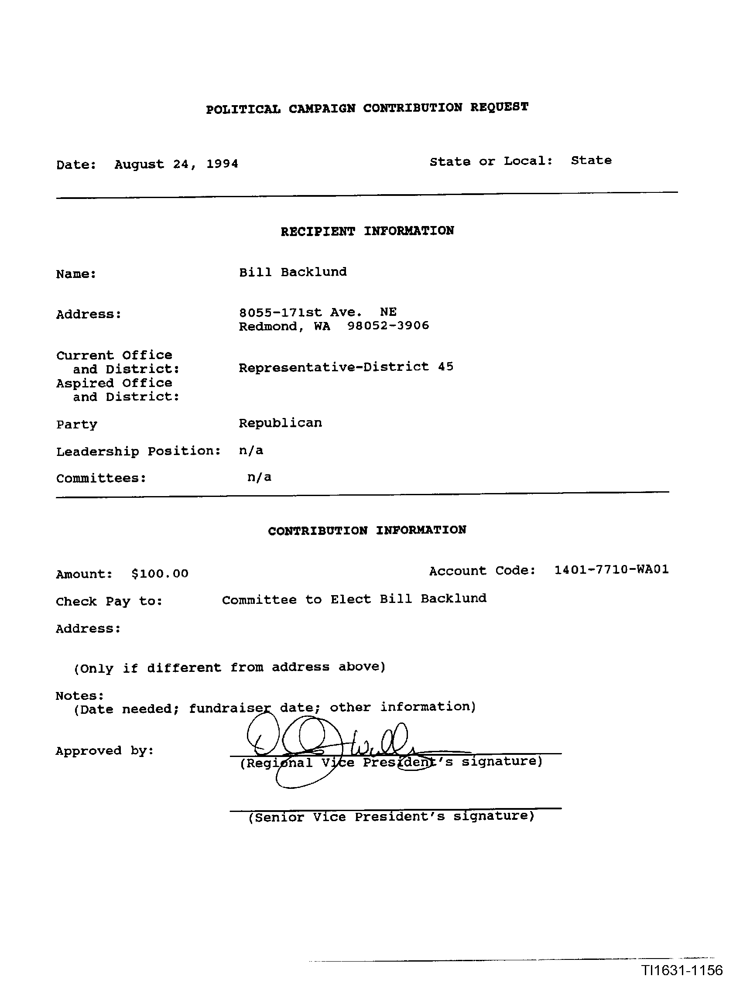 POLITICAL CAMPAIGN CONTRIBUTION REQUEST
Date: August 24, 1994 State or Local: State
RECIPIENT INFORMATION
Name: Bill Backlund
Address: 8055-171st Ave. NE
Redmond, WA 98052-3906
Current Office
and District: Representative-District 45
Aspired Office
and District:
Party Republican
Leadership Position: n/a
Committees: n/a
CONTRIBUTION INFORMATION
Amount: $100.00 Account Code: 1401-7710-WA01
Check Pay to: Committee to Elect Bill Backlund
Address:
(Only if different from address above)
Notes:
(Date needed; fundraiser date; other information)
Approved by:
(Regional Vice President's signature)
(Senior Vice President's signature)
TI1631-1156